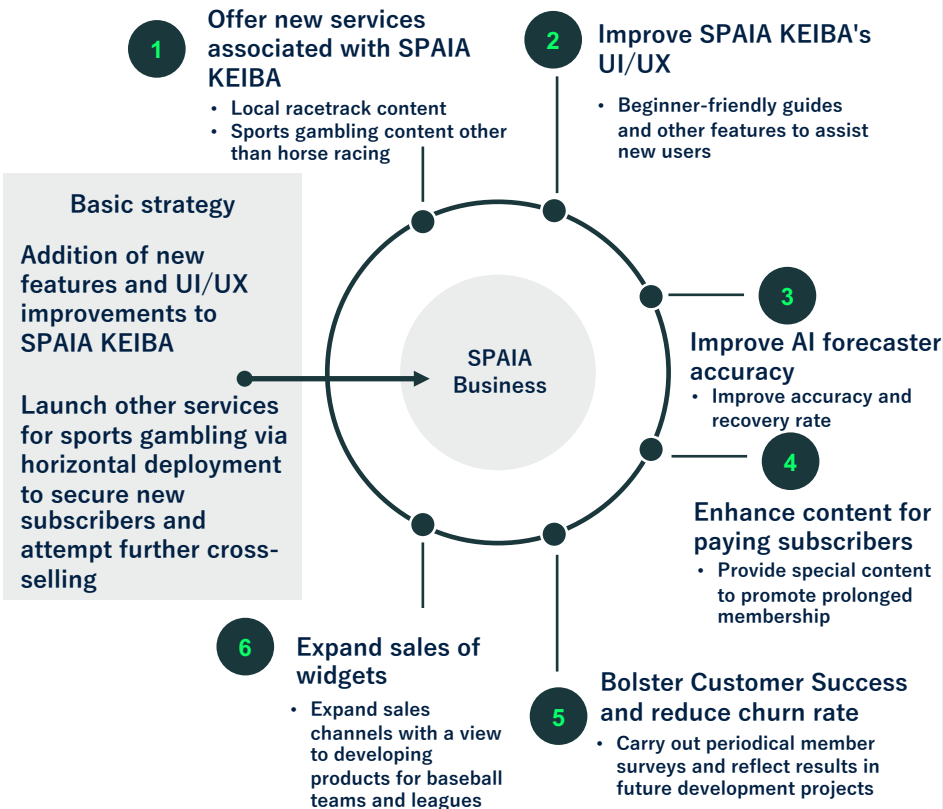 1
Offer new services
associated with SPAIA
KEIBA
• Local racetrack content
• Sports gambling content other
than horse racing
2
Improve SPAIA KEIBA's
UI/UX
• Beginner-friendly guides
and other features to assist
new users
Basic strategy
Addition of new
features and UI/UX
improvements to
SPAIA KEIBA
Launch other services
for sports gambling via
horizontal deployment
to secure new
subscribers and
attempt further cross-
selling
SPAIA
Business
3
Improve AI forecaster
accuracy
• Improve accuracy and
recovery rate
4
Enhance content for
paying subscribers
• Provide special content
to promote prolonged
membership
5
Bolster Customer Success
and reduce churn rate
• Carry out periodical member
surveys and reflect results in
future development projects
6
Expand sales of
widgets
• Expand sales
channels with a view
to developing
products for baseball
teams and leagues